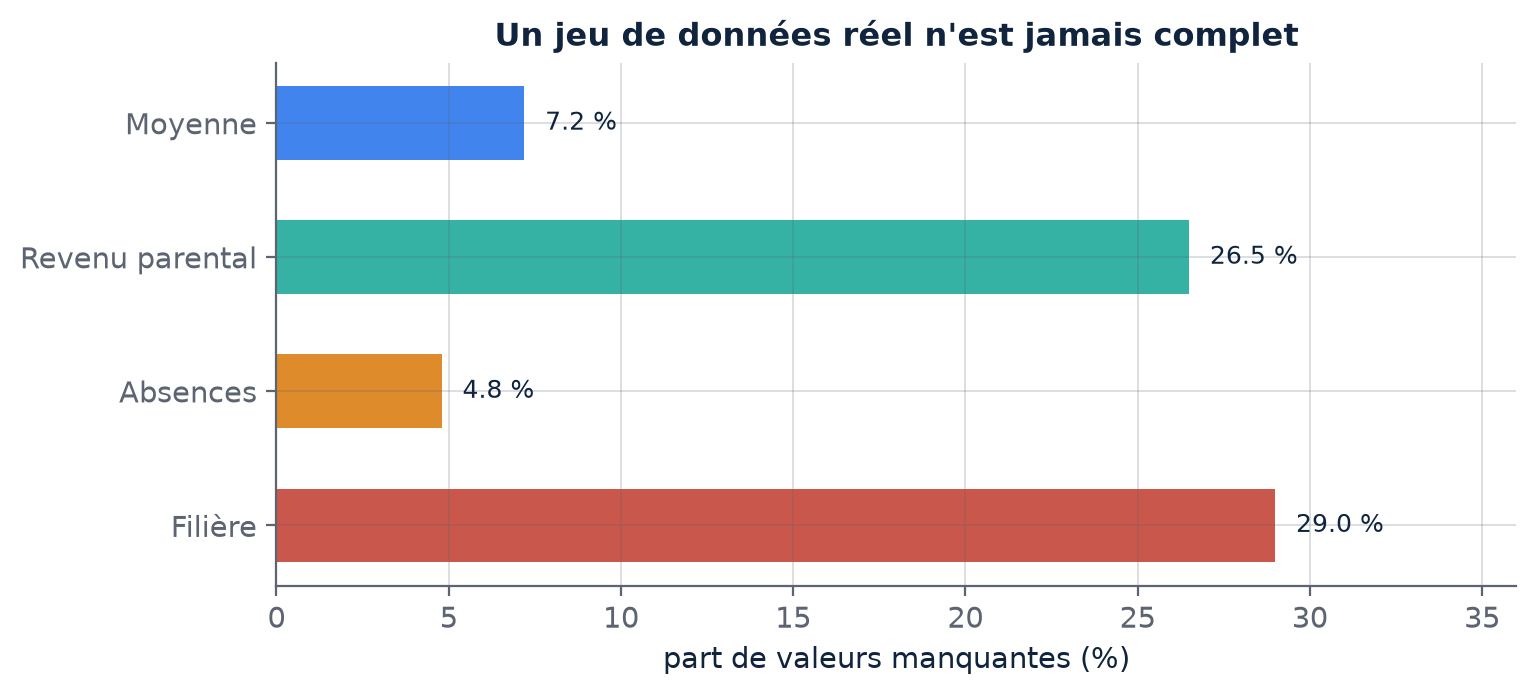 Un jeu de données réel n'est jamais complet
Moyenne
7.2 %
Revenu parental
26.5 %
Absences
4.8 %
Filière
29.0 %
0 5 10 15 20 25 30 35
part de valeurs manquantes (%)